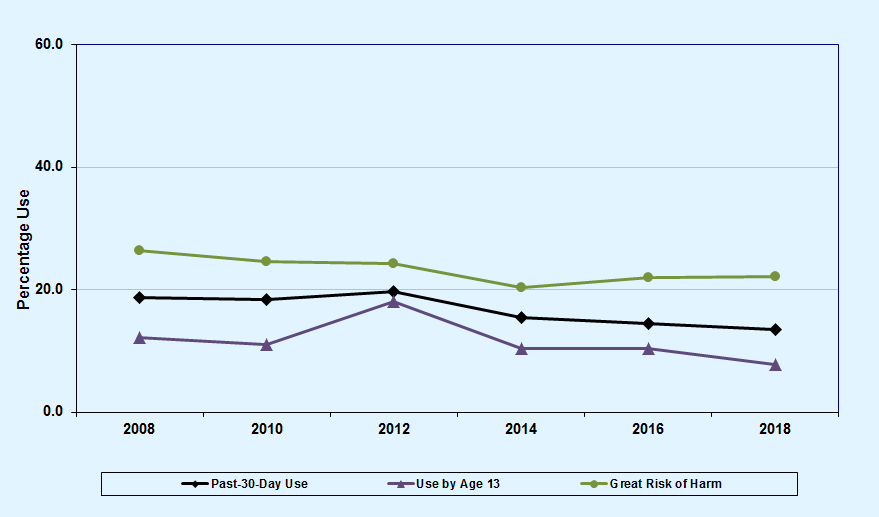 60.0
40.0
20.0
0.0
Percentage Use
2008 2010 2012 2014 2016 2018
Past-30-Day Use Use by Age 13 Great Risk of Harm